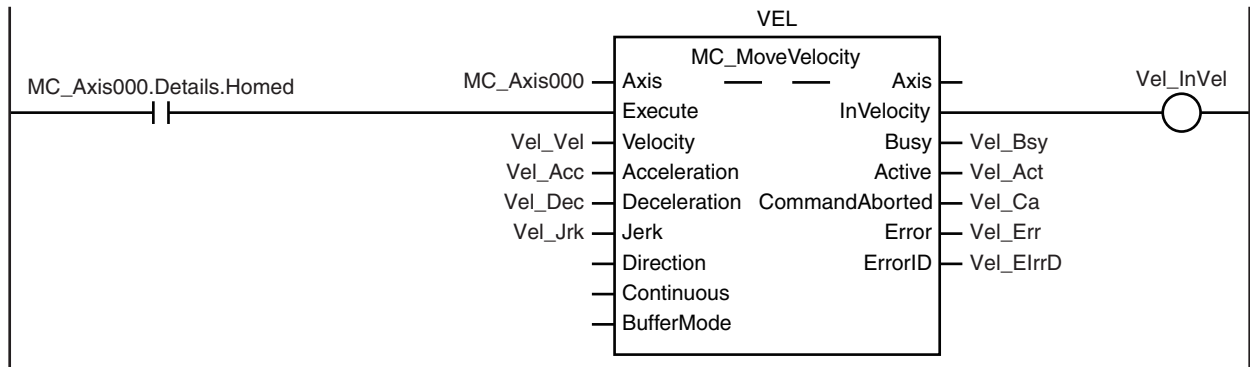 VEL
MC_MoveVelocity
MC_Axis000.Details.Homed
MC_Axis000 Axis Axis
Vel_InVel
Execute InVelocity
Vel_Vel Velocity Busy Vel_Bsy
Vel_Acc Acceleration Active Vel_Act
Vel_Dec Deceleration CommandAborted Vel_Ca
Vel_Jrk Jerk Error Vel_Err
Direction ErrorID Vel_EIrrD
Continuous
BufferMode